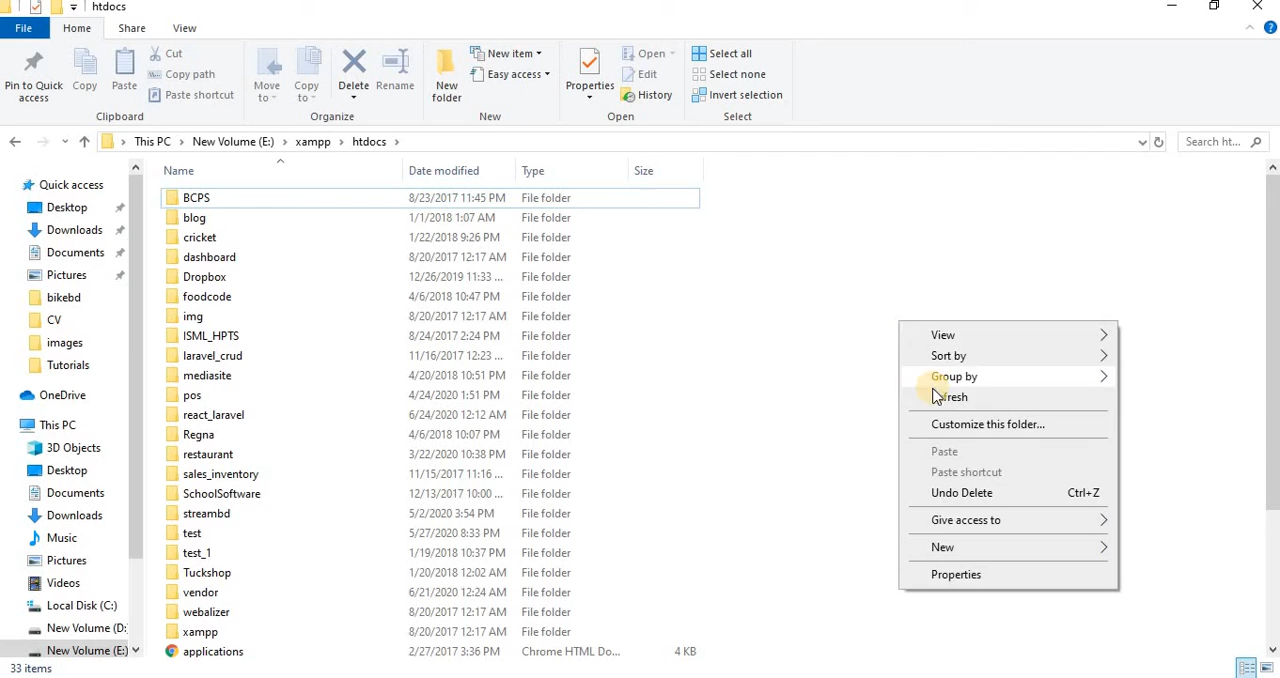 htdocs
File Home Share View
Pin to Quick access
Copy
Paste
Cut
Copy path
Paste shortcut
Clipboard
Move to
Copy to
Delete
Rename
Organize
New folder
New item
Easy access
New
Properties
Open
Edit
History
Open
Select all
Select none
Invert selection
Select
This PC New Volume (E:) xampp htdocs
Search ht...
Quick access
Desktop
Downloads
Documents
Pictures
bikebd
CV
images
Tutorials
OneDrive
This PC
3D Objects
Desktop
Documents
Downloads
Music
Pictures
Videos
Local Disk (C:)
New Volume (D:
New Volume (E:)
Name Date modified Type Size
BCPS 8/23/2017 11:45 PM File folder
blog 1/1/2018 1:07 AM File folder
cricket 1/22/2018 9:26 PM File folder
dashboard 8/20/2017 12:17 AM File folder
Dropbox 12/26/2019 11:33 ... File folder
foodcode 4/6/2018 10:47 PM File folder
img 8/20/2017 12:17 AM File folder
ISML_HPTS 8/24/2017 2:24 PM File folder
laravel_crud 11/16/2017 12:23 ... File folder
mediasite 4/20/2018 10:51 PM File folder
pos 4/24/2020 1:51 PM File folder
react_laravel 6/24/2020 12:12 AM File folder
Regna 4/6/2018 10:07 PM File folder
restaurant 3/22/2020 10:38 PM File folder
sales_inventory 11/15/2017 11:16 ... File folder
SchoolSoftware 12/13/2017 10:00 ... File folder
streambd 5/2/2020 3:54 PM File folder
test 5/27/2020 8:33 PM File folder
test_1 1/19/2018 10:37 PM File folder
Tuckshop 1/20/2018 12:02 AM File folder
vendor 6/21/2020 12:24 AM File folder
webalizer 8/20/2017 12:17 AM File folder
xampp 8/20/2017 12:17 AM File folder
applications 2/27/2017 3:36 PM Chrome HTML Do... 4 KB
View
Sort by
Group by
Refresh
Customize this folder...
Paste
Paste shortcut
Undo Delete Ctrl+Z
Give access to
New
Properties
33 items